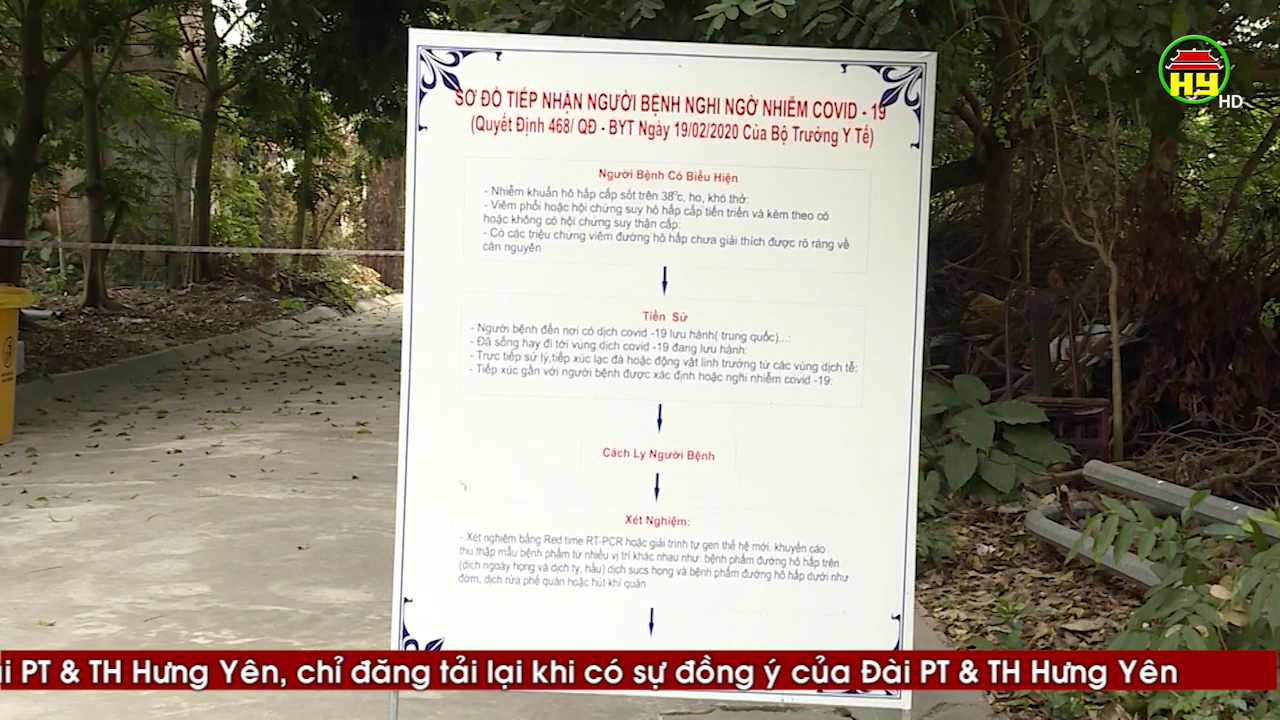 HY HD
SƠ ĐỒ TIẾP NHẬN NGƯỜI BỆNH NGHI NGỜ NHIỄM COVID - 19
(Quyết Định 468/ QĐ - BYT Ngày 19/02/2020 Của Bộ Trưởng Y Tế)
Người Bệnh Có Biểu Hiện
- Nhiễm khuẩn hô hấp cấp sốt trên 38°c, ho, khó thở:
- Viêm phổi hoặc hội chứng suy hô hấp cấp tiến triển và kèm theo có
hoặc không có hội chứng suy thận cấp:
- Có các triệu chứng viêm đường hô hấp chưa giải thích được rõ ràng về
căn nguyên
Tiền Sử
- Người bệnh đến nơi có dịch covid -19 lưu hành( trung quốc)...:
- Đã sống hay đi tới vùng dịch covid -19 đang lưu hành:
- Trực tiếp sử lý,tiếp xúc lạc đà hoặc động vật linh trưởng từ các vùng dịch tễ:
- Tiếp xúc gần với người bệnh được xác định hoặc nghi nhiễm covid -19:
Cách Ly Người Bệnh
Xét Nghiệm:
- Xét nghiệm bằng Red time RT-PCR hoặc giải trình tự gen thế hệ mới, khuyến cáo
thu thập mẫu bệnh phẩm từ nhiều vị trí khác nhau như: bệnh phẩm đường hô hấp trên
(dịch ngoáy họng và dịch tỵ, hầu) dịch sucs họng và bệnh phẩm đường hô hấp dưới như
đờm, dịch rửa phế quản hoặc hút khí quản
ài PT & TH Hưng Yên, chỉ đăng tải lại khi có sự đồng ý của Đài PT & TH Hưng Yên